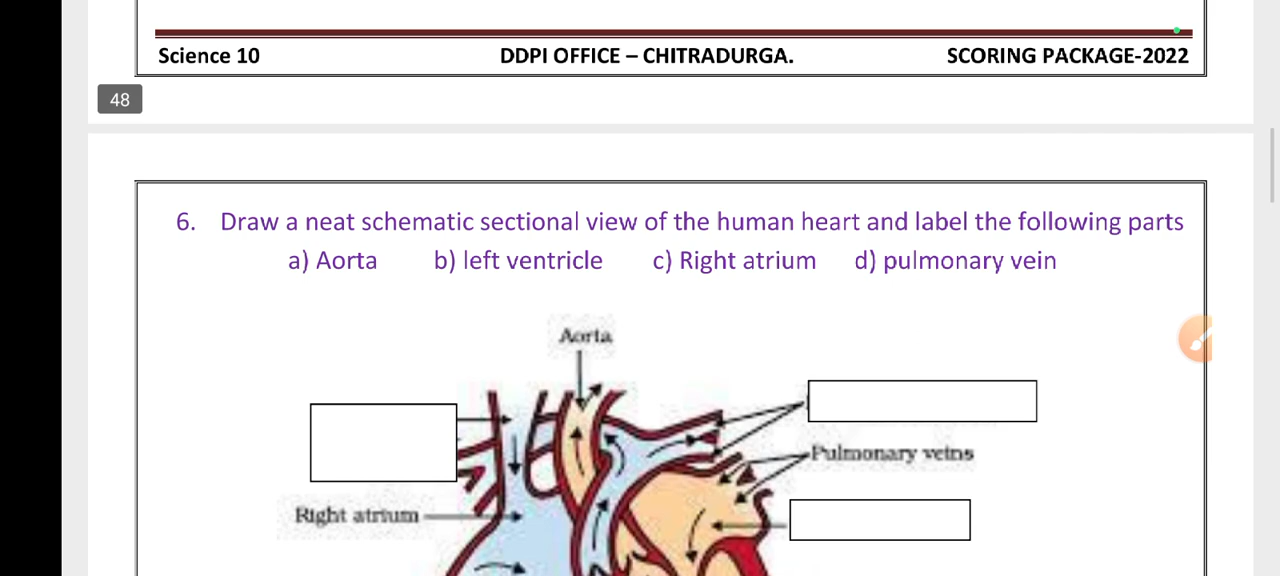 Science 10 DDPI OFFICE – CHITRADURGA. SCORING PACKAGE-2022
48
6. Draw a neat schematic sectional view of the human heart and label the following parts
a) Aorta b) left ventricle c) Right atrium d) pulmonary vein
Aorta
Pulmonary veins
Right atrium